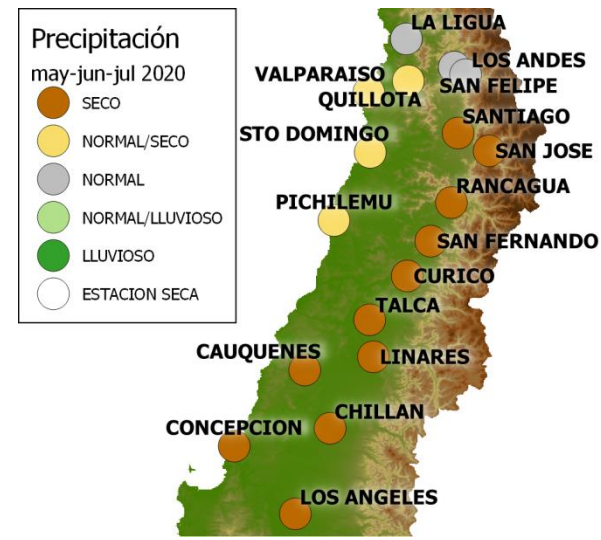 Precipitación
may-jun-jul 2020
SECO
NORMAL/SECO
NORMAL
NORMAL/LLUVIOSO
LLUVIOSO
ESTACION SECA
LA LIGUA
LOS ANDES
VALPARAISO
SAN FELIPE
QUILLOTA
SANTIAGO
STO DOMINGO
SAN JOSE
RANCAGUA
PICHILEMU
SAN FERNANDO
CURICO
TALCA
CAUQUENES
LINARES
CHILLAN
CONCEPCION
LOS ANGELES